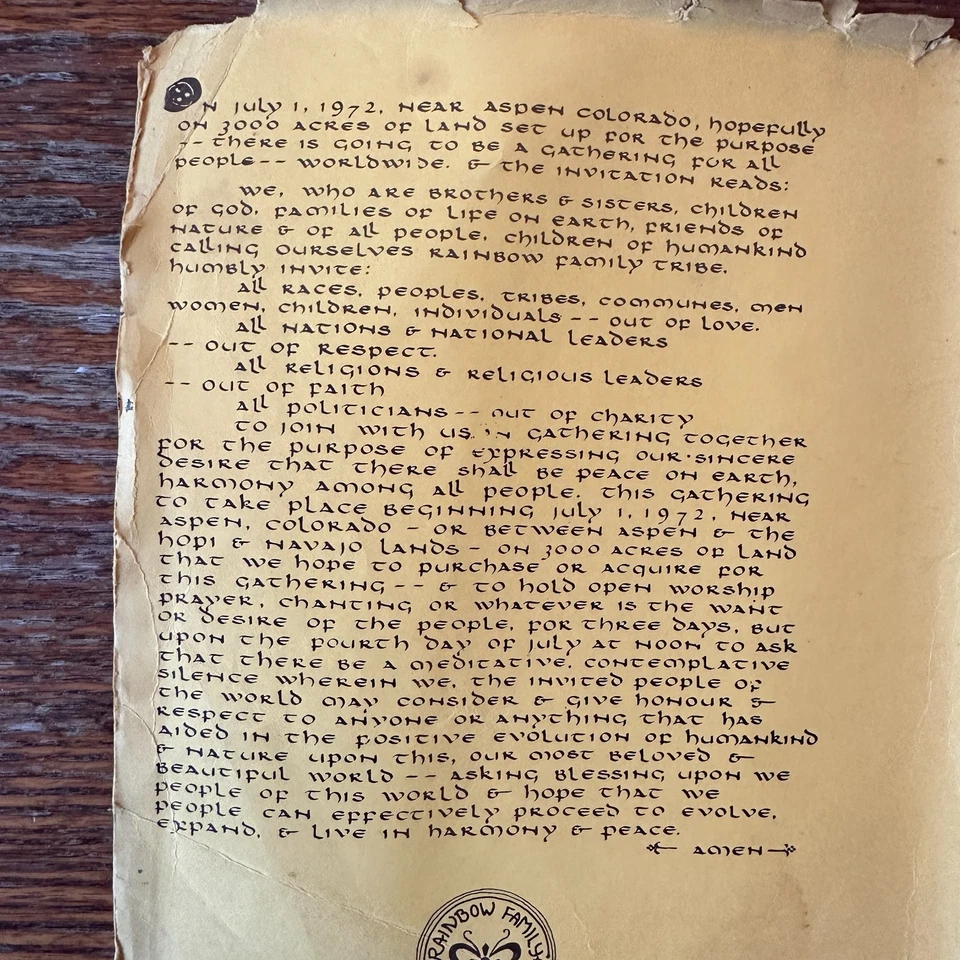 On July 1, 1972, near Aspen Colorado, hopefully
on 3000 acres of land set up for the purpose
-- there is going to be a gathering for all
people -- worldwide. & the invitation reads:
We, who are brothers & sisters, children
of God, families of life on earth, friends of
nature & of all people, children of humankind
calling ourselves Rainbow Family Tribe,
humbly invite:
All races, peoples, tribes, communes, men
women, children, individuals -- out of love.
All nations & national leaders
-- out of respect.
All religions & religious leaders
-- out of faith
All politicians -- out of charity
to join with us in gathering together
for the purpose of expressing our sincere
desire that there shall be peace on earth,
harmony among all people. This gathering
to take place beginning July 1, 1972, near
Aspen, Colorado - or between Aspen & the
Hopi & Navajo lands - on 3000 acres of land
that we hope to purchase or acquire for
this gathering -- & to hold open worship
prayer, chanting or whatever is the want
or desire of the people, for three days, but
upon the fourth day of July at noon to ask
that there be a meditative, contemplative
silence wherein we, the invited people of
the world may consider & give honour &
respect to anyone or anything that has
aided in the positive evolution of humankind
& nature upon this, our most beloved &
beautiful world -- asking blessing upon we
people of this world & hope that we
people can effectively proceed to evolve,
expand, & live in harmony & peace.
Amen
RAINBOW FAMILY